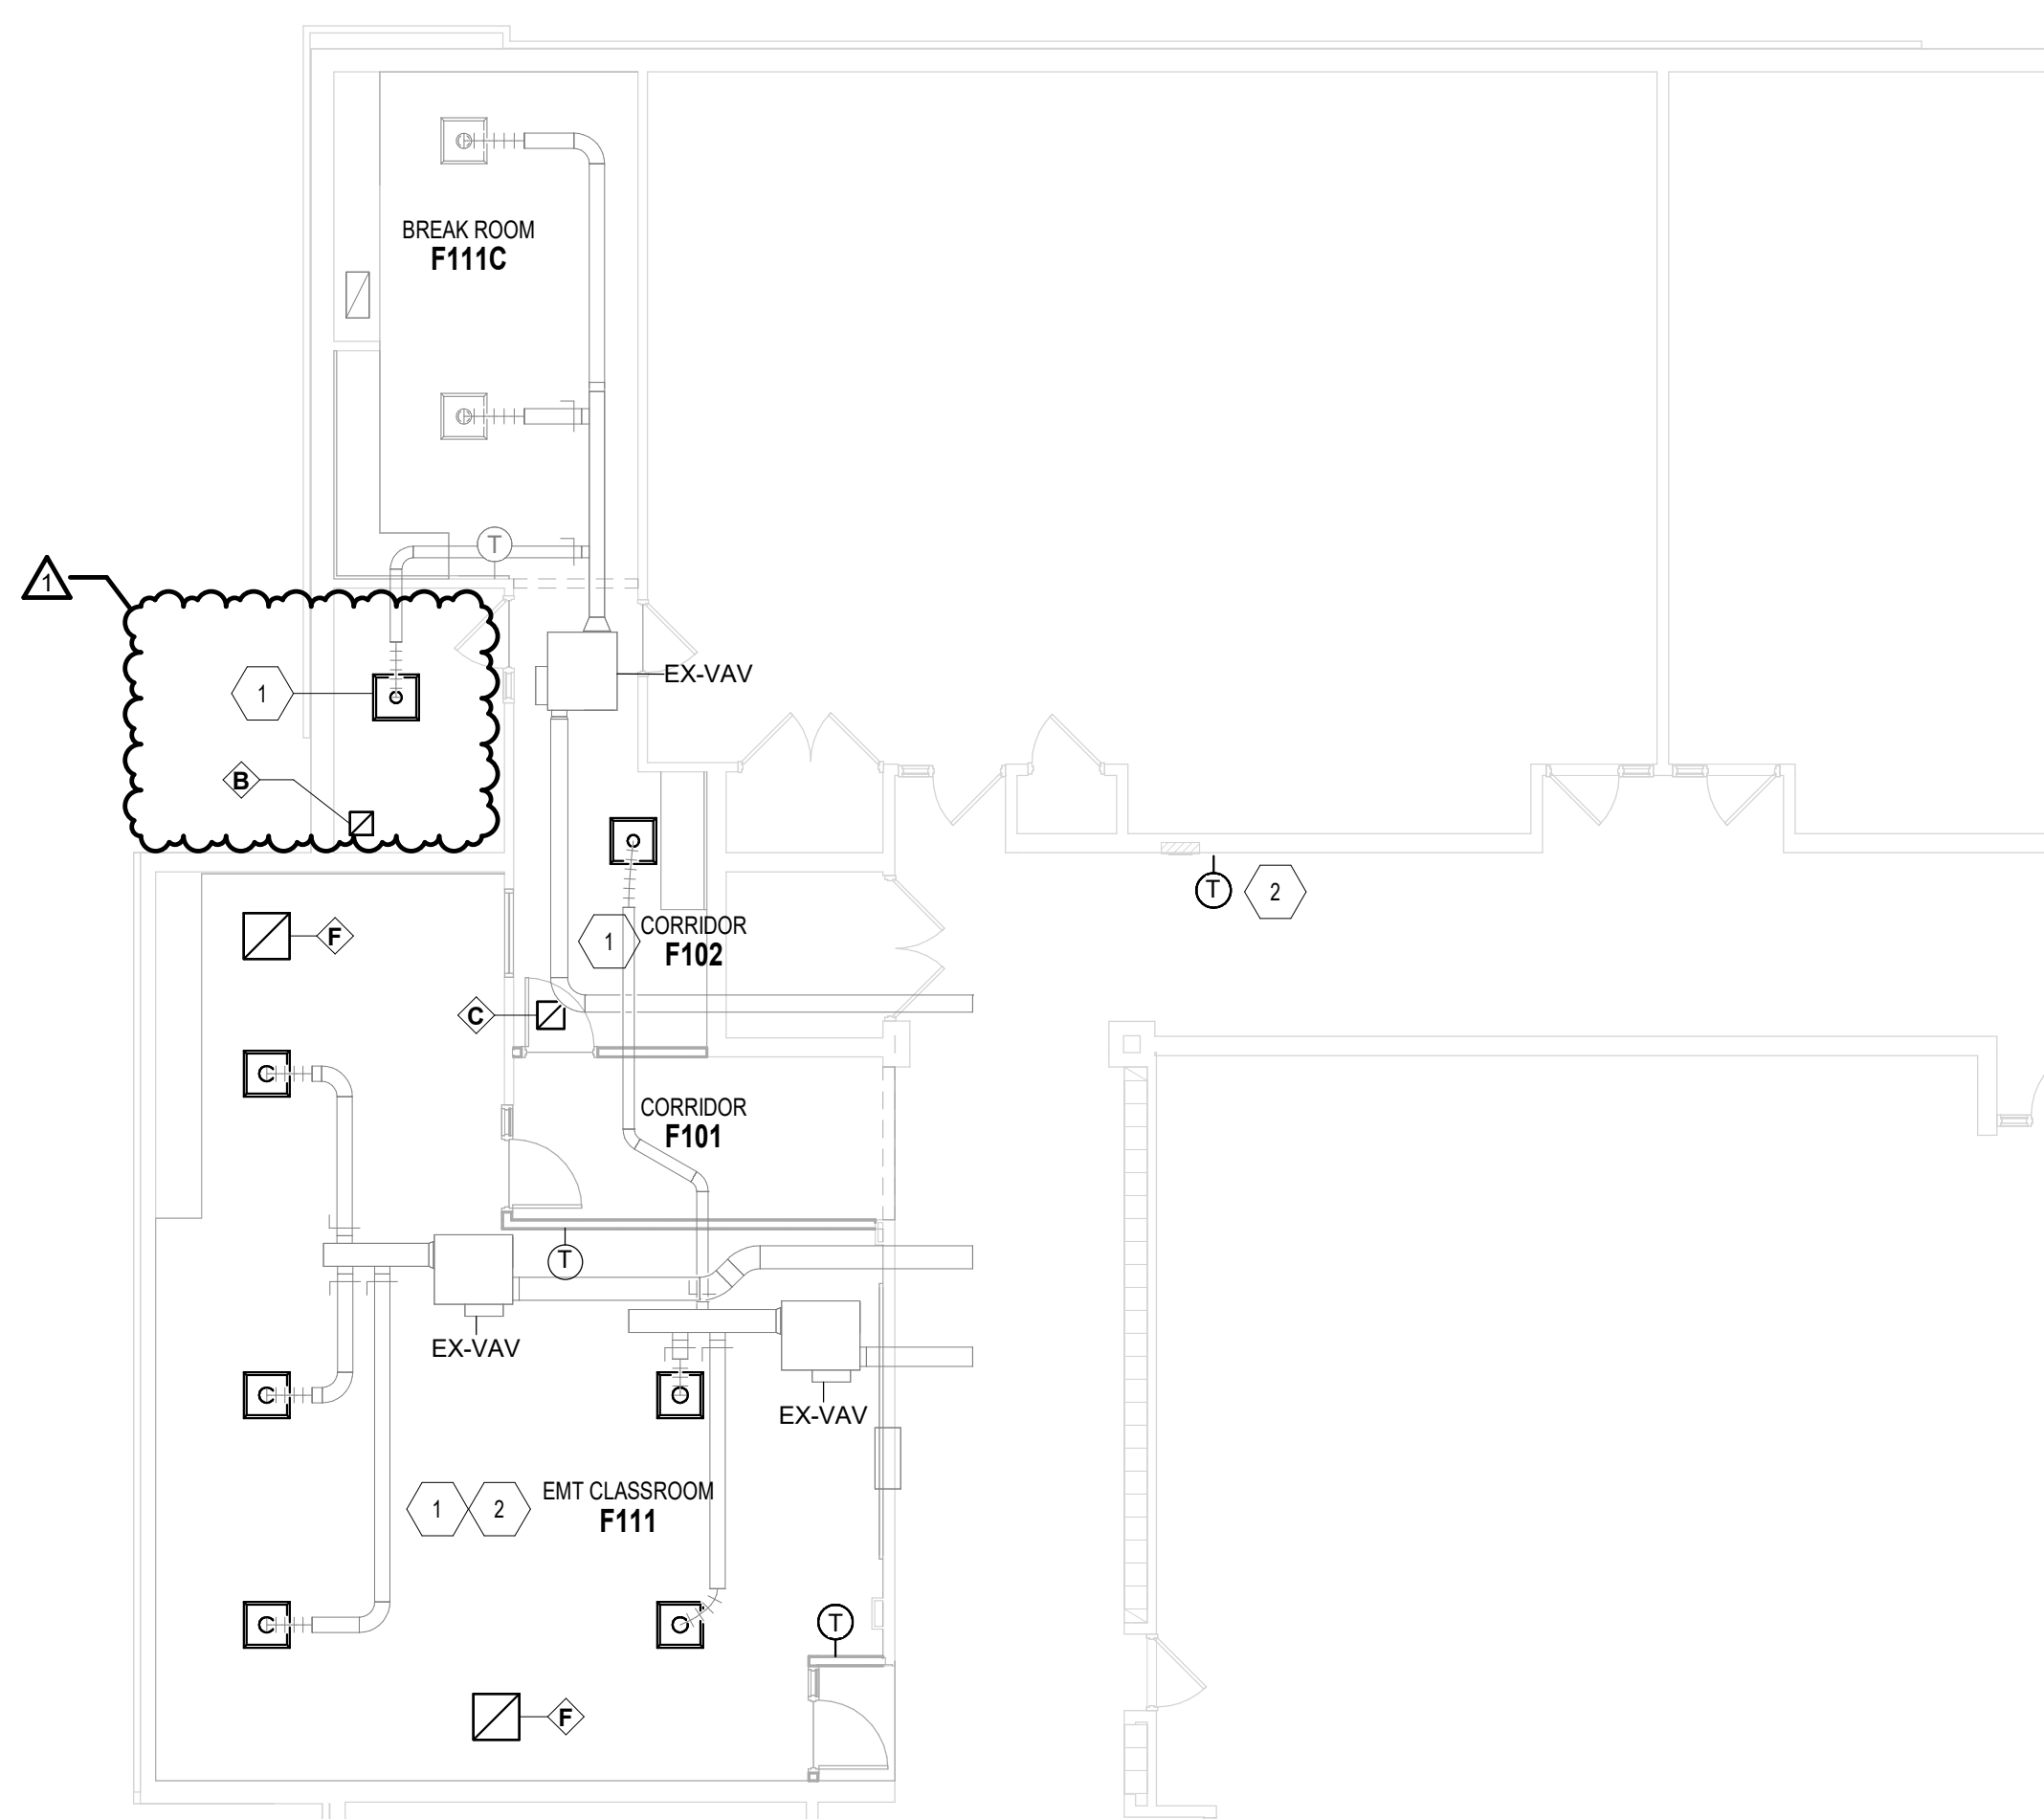 BREAK ROOM
F111C
T
1
1
EX-VAV
B
T
2
F
1
CORRIDOR
F102
C
CORRIDOR
F101
T
EX-VAV
EX-VAV
1
2
EMT CLASSROOM
F111
T
F